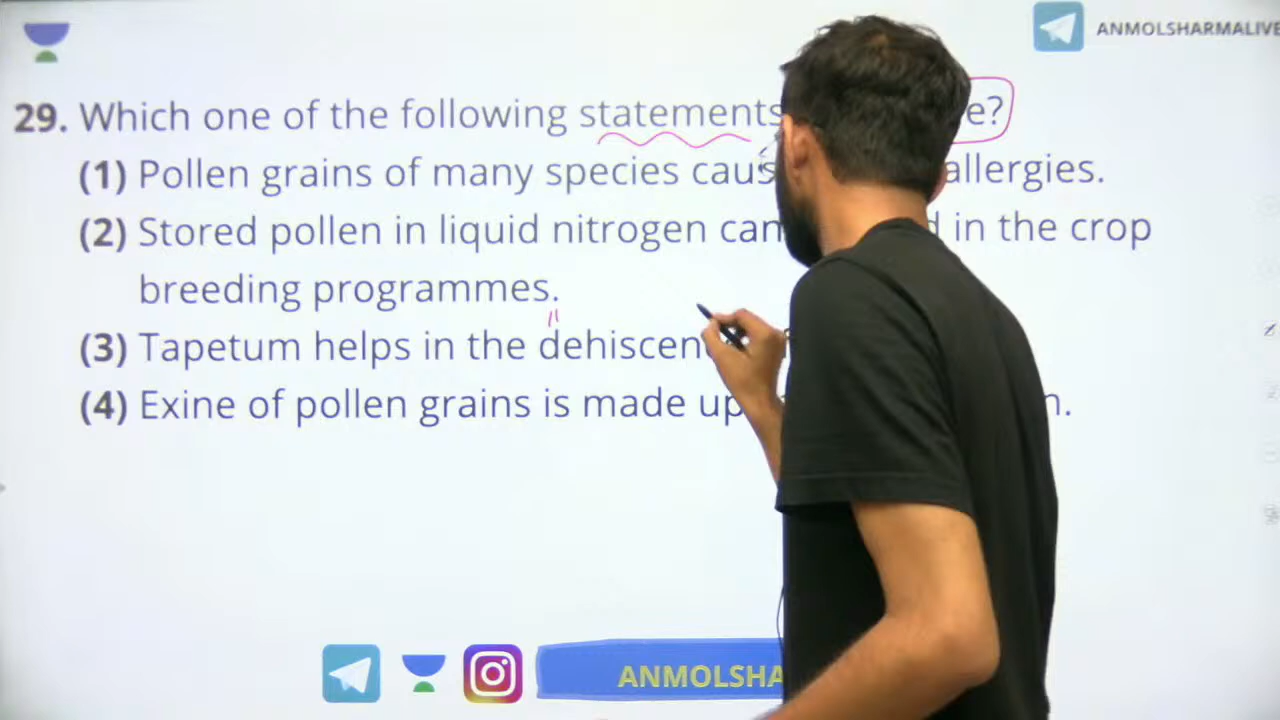 ANMOLSHARMALIVE
29. Which one of the following statements e?
(1) Pollen grains of many species caus allergies.
(2) Stored pollen in liquid nitrogen can d in the crop
breeding programmes.
(3) Tapetum helps in the dehiscen
(4) Exine of pollen grains is made up n.
ANMOLSHA